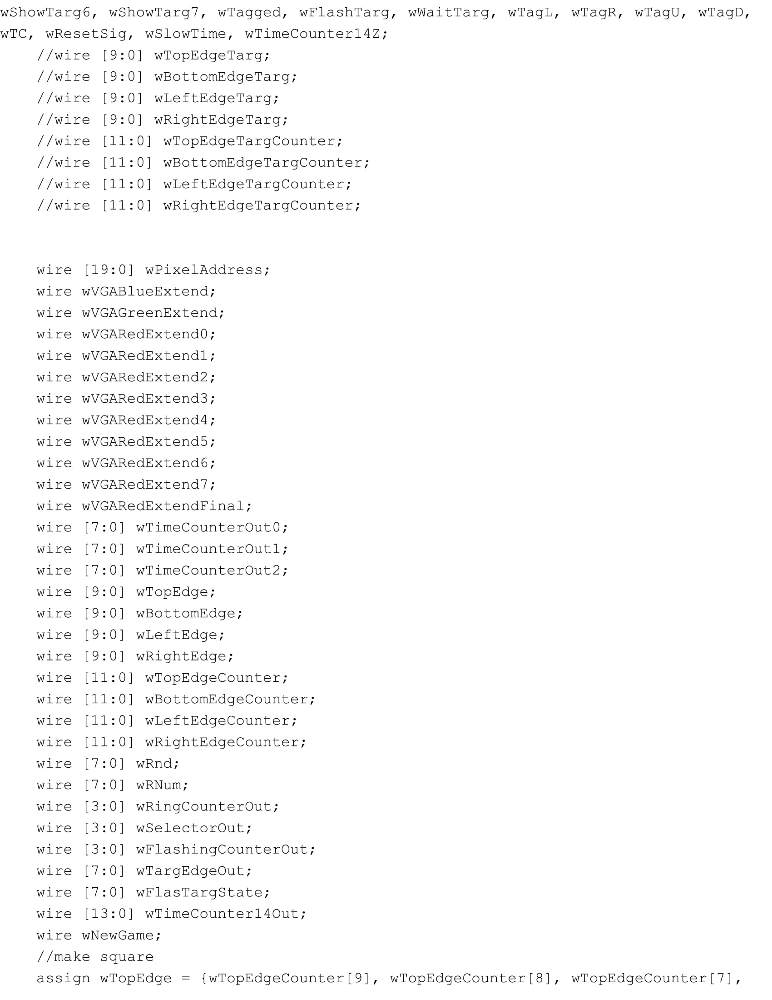 wShowTarg6, wShowTarg7, wTagged, wFlashTarg, wWaitTarg, wTagL, wTagR, wTagU, wTagD,
wTC, wResetSig, wSlowTime, wTimeCounter14Z;
//wire [9:0] wTopEdgeTarg;
//wire [9:0] wBottomEdgeTarg;
//wire [9:0] wLeftEdgeTarg;
//wire [9:0] wRightEdgeTarg;
//wire [11:0] wTopEdgeTargCounter;
//wire [11:0] wBottomEdgeTargCounter;
//wire [11:0] wLeftEdgeTargCounter;
//wire [11:0] wRightEdgeTargCounter;
wire [19:0] wPixelAddress;
wire wVGABlueExtend;
wire wVGAGreenExtend;
wire wVGARedExtend0;
wire wVGARedExtend1;
wire wVGARedExtend2;
wire wVGARedExtend3;
wire wVGARedExtend4;
wire wVGARedExtend5;
wire wVGARedExtend6;
wire wVGARedExtend7;
wire wVGARedExtendFinal;
wire [7:0] wTimeCounterOut0;
wire [7:0] wTimeCounterOut1;
wire [7:0] wTimeCounterOut2;
wire [9:0] wTopEdge;
wire [9:0] wBottomEdge;
wire [9:0] wLeftEdge;
wire [9:0] wRightEdge;
wire [11:0] wTopEdgeCounter;
wire [11:0] wBottomEdgeCounter;
wire [11:0] wLeftEdgeCounter;
wire [11:0] wRightEdgeCounter;
wire [7:0] wRnd;
wire [7:0] wRNum;
wire [3:0] wRingCounterOut;
wire [3:0] wSelectorOut;
wire [3:0] wFlashingCounterOut;
wire [7:0] wTargEdgeOut;
wire [7:0] wFlasTargState;
wire [13:0] wTimeCounter14Out;
wire wNewGame;
//make square
assign wTopEdge = {wTopEdgeCounter[9], wTopEdgeCounter[8], wTopEdgeCounter[7],